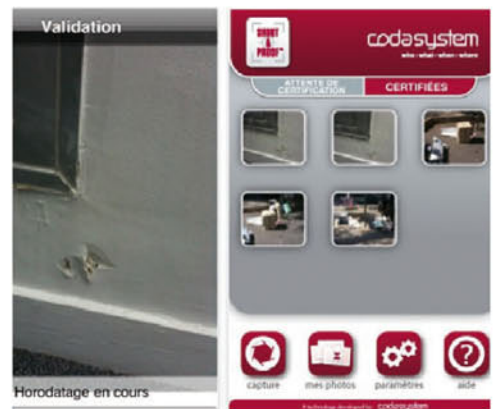 Validation
Horodatage en cours
SHOOT
&
PROOF
codasystem
who · what · when · where
ATTENTE DE
CERTIFICATION
CERTIFIÉES
capture
mes photos
paramètres
aide
codasystem